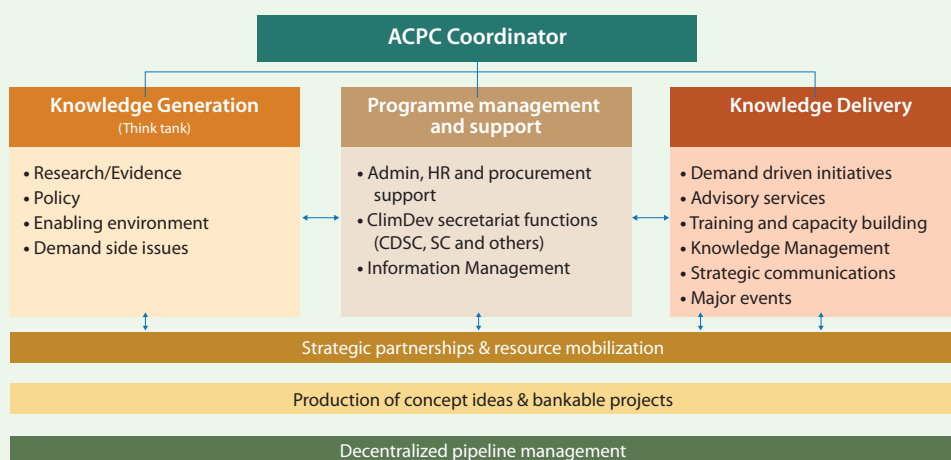 ACPC Coordinator
Knowledge Generation
(Think tank)
• Research/Evidence
• Policy
• Enabling environment
• Demand side issues
Programme management
and support
• Admin, HR and procurement
support
• ClimDev secretariat functions
(CDSC, SC and others)
• Information Management
Knowledge Delivery
• Demand driven initiatives
• Advisory services
• Training and capacity building
• Knowledge Management
• Strategic communications
• Major events
Strategic partnerships & resource mobilization
Production of concept ideas & bankable projects
Decentralized pipeline management